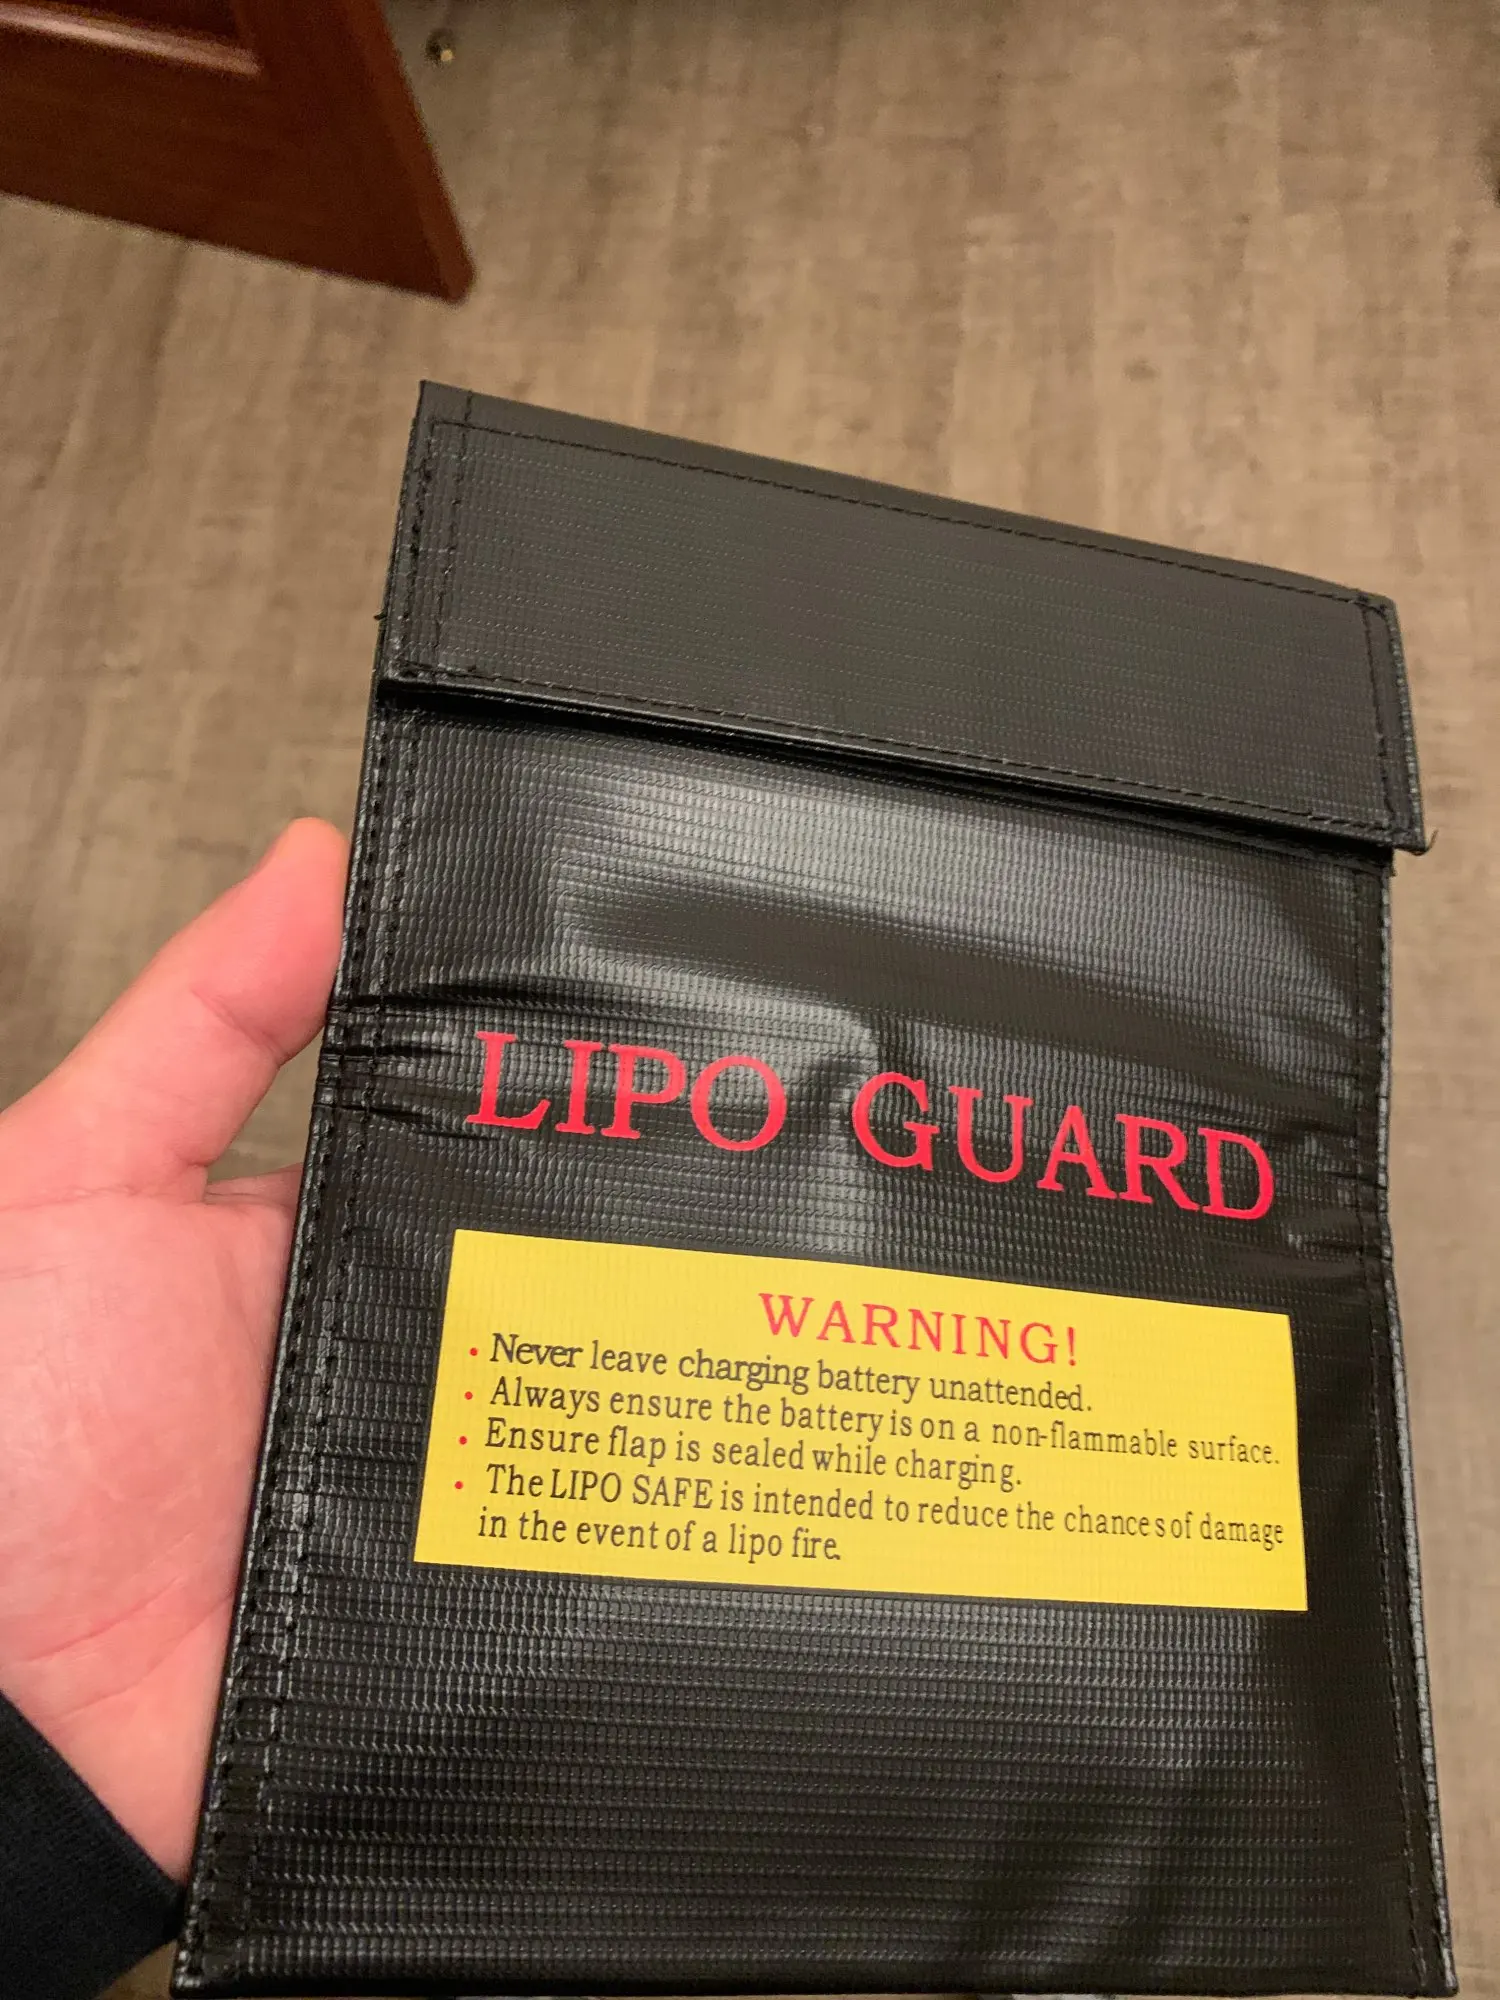 LIPO GUARD
WARNING!
• Never leave charging battery unattended.
• Always ensure the battery is on a non-flammable surface.
• Ensure flap is sealed while charging.
• The LIPO SAFE is intended to reduce the chances of damage
in the event of a lipo fire.